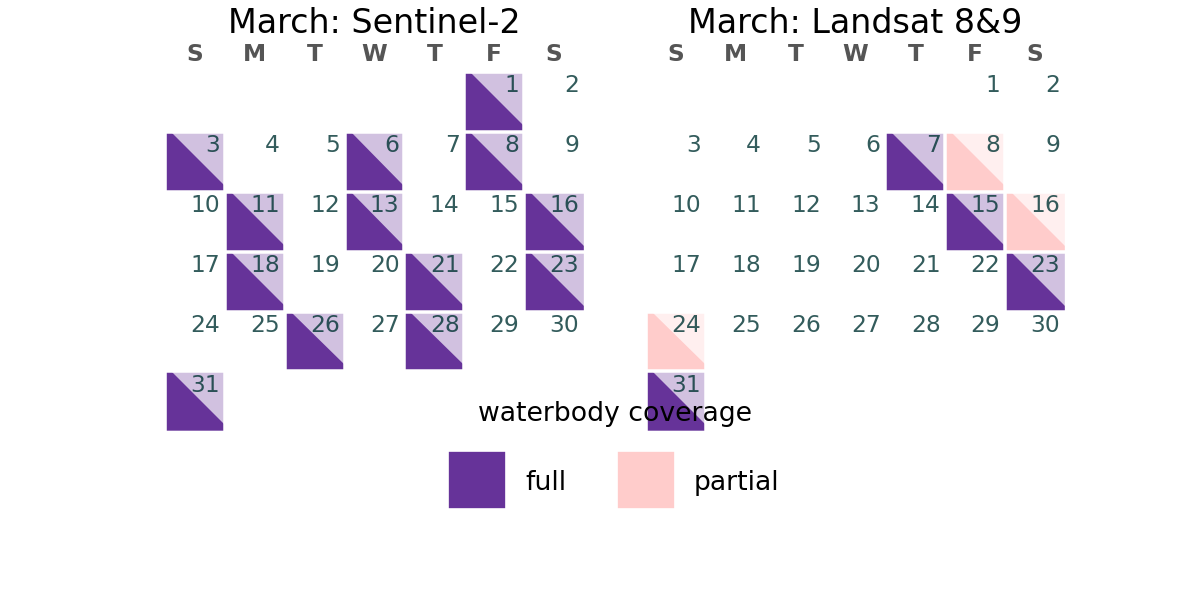 March: Sentinel-2
S M T W T F S
1 2
3 4 5 6 7 8 9
10 11 12 13 14 15 16
17 18 19 20 21 22 23
24 25 26 27 28 29 30
31
March: Landsat 8&9
S M T W T F S
1 2
3 4 5 6 7 8 9
10 11 12 13 14 15 16
17 18 19 20 21 22 23
24 25 26 27 28 29 30
31
waterbody coverage
full partial